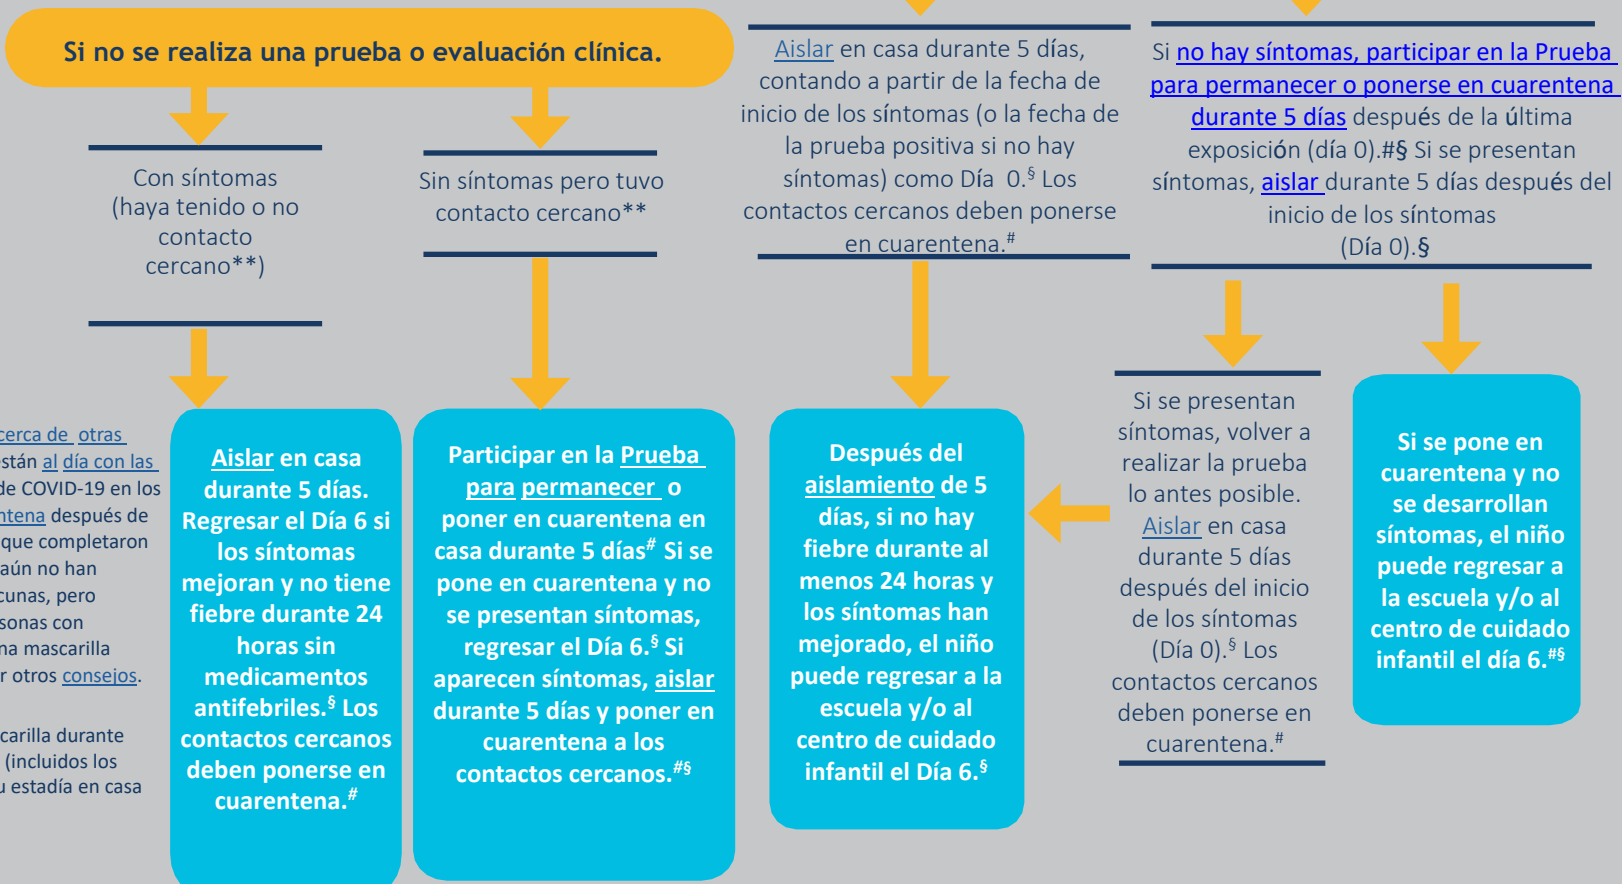 Si no se realiza una prueba o evaluación clínica.
Con síntomas
(haya tenido o no
contacto
cercano**)
Sin síntomas pero tuvo
contacto cercano**
Aislar en casa durante 5 días,
contando a partir de la fecha de
inicio de los síntomas (o la fecha de
la prueba positiva si no hay
síntomas) como Día 0.§ Los
contactos cercanos deben ponerse
en cuarentena.#
Si no hay síntomas, participar en la Prueba
para permanecer o ponerse en cuarentena
durante 5 días después de la última
exposición (día 0).#§ Si se presentan
síntomas, aislar durante 5 días después del
inicio de los síntomas
(Día 0).§
cerca de otras
están al día con las
de COVID-19 en los
ntena después de
que completaron
aún no han
cunas, pero
sonas con
na mascarilla
r otros consejos.
carilla durante
(incluidos los
u estadía en casa
Aislar en casa
durante 5 días.
Regresar el Día 6 si
los síntomas
mejoran y no tiene
fiebre durante 24
horas sin
medicamentos
antifebriles.§ Los
contactos cercanos
deben ponerse en
cuarentena.#
Participar en la Prueba
para permanecer o
poner en cuarentena en
casa durante 5 días# Si se
pone en cuarentena y no
se presentan síntomas,
regresar el Día 6.§ Si
aparecen síntomas, aislar
durante 5 días y poner en
cuarentena a los
contactos cercanos.#§
Después del
aislamiento de 5
días, si no hay
fiebre durante al
menos 24 horas y
los síntomas han
mejorado, el niño
puede regresar a la
escuela y/o al
centro de cuidado
infantil el Día 6.§
Si se presentan
síntomas, volver a
realizar la prueba
lo antes posible.
Aislar en casa
durante 5 días
después del inicio
de los síntomas
(Día 0).§ Los
contactos cercanos
deben ponerse en
cuarentena.#
Si se pone en
cuarentena y no
se desarrollan
síntomas, el niño
puede regresar a
la escuela y/o al
centro de cuidado
infantil el día 6.#§